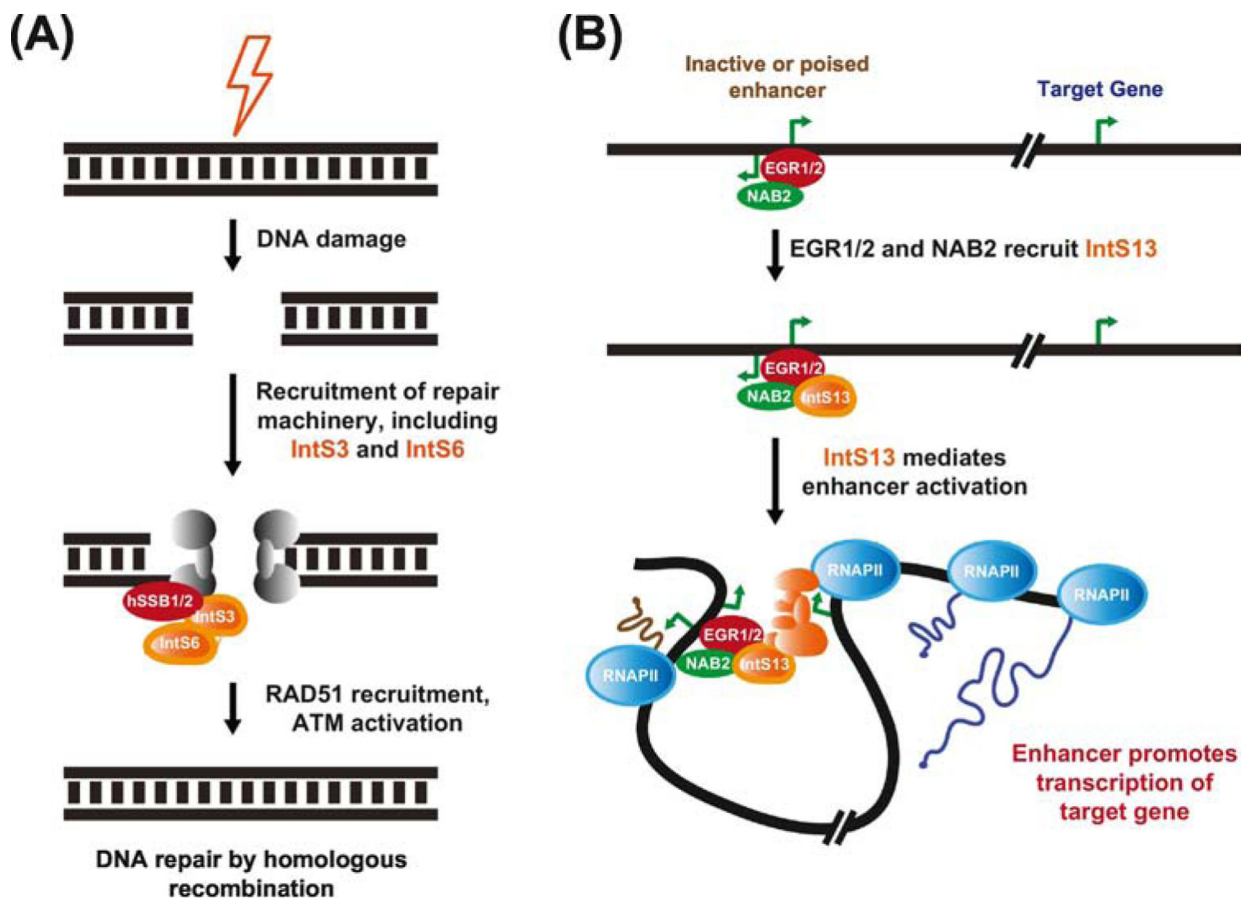 (A)
DNA damage
Recruitment of repair
machinery, including
IntS3 and IntS6
hSSB1/2
IntS3
IntS6
RAD51 recruitment,
ATM activation
DNA repair by homologous
recombination
(B)
Inactive or poised
enhancer
Target Gene
EGR1/2
NAB2
EGR1/2 and NAB2 recruit IntS13
EGR1/2
NAB2
IntS13
IntS13 mediates
enhancer activation
RNAPII
RNAPII
RNAPII
EGR1/2
NAB2
IntS13
RNAPII
Enhancer promotes
transcription of
target gene